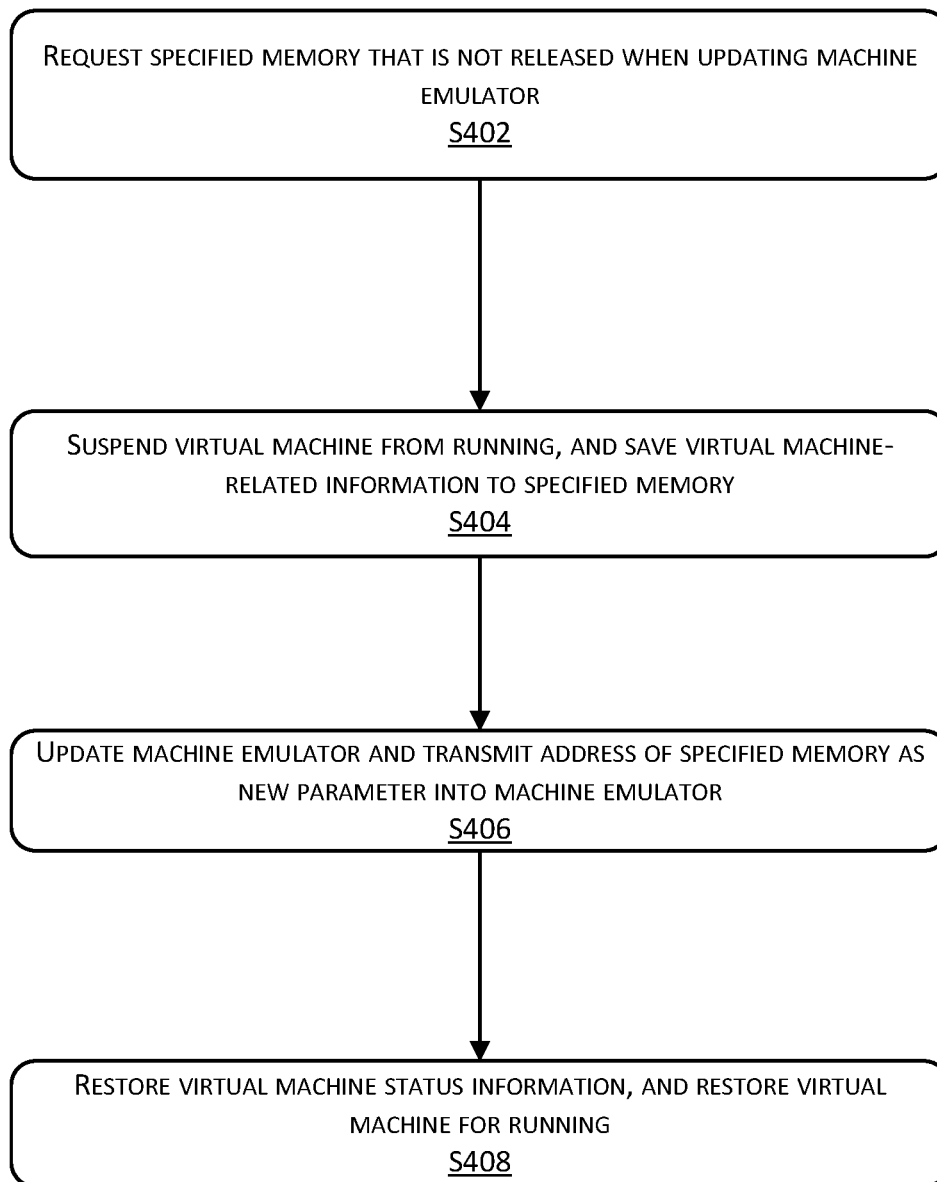 REQUEST SPECIFIED MEMORY THAT IS NOT RELEASED WHEN UPDATING MACHINE
EMULATOR
S402
SUSPEND VIRTUAL MACHINE FROM RUNNING, AND SAVE VIRTUAL MACHINE-
RELATED INFORMATION TO SPECIFIED MEMORY
S404
UPDATE MACHINE EMULATOR AND TRANSMIT ADDRESS OF SPECIFIED MEMORY AS
NEW PARAMETER INTO MACHINE EMULATOR
S406
RESTORE VIRTUAL MACHINE STATUS INFORMATION, AND RESTORE VIRTUAL
MACHINE FOR RUNNING
S408